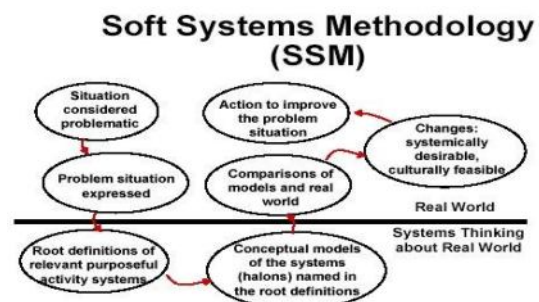 Soft Systems Methodology
(SSM)
Situation
considered
problematic
Action to improve
the problem
situation
Changes:
systemically
desirable,
culturally feasible
Problem situation
expressed
Comparisons of
models and real
world
Real World
Systems Thinking
about Real World
Root definitions of
relevant purposeful
activity systems
Conceptual models
of the systems
(halons) named in
the root definitions